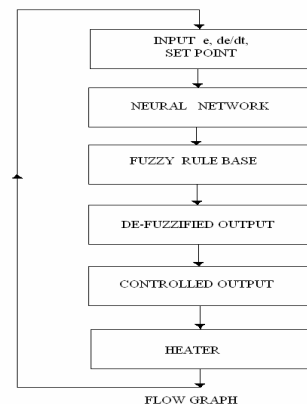 INPUT e, de/dt,
SET POINT
NEURAL NETWORK
FUZZY RULE BASE
DE-FUZZIFIED OUTPUT
CONTROLLED OUTPUT
HEATER
FLOW GRAPH